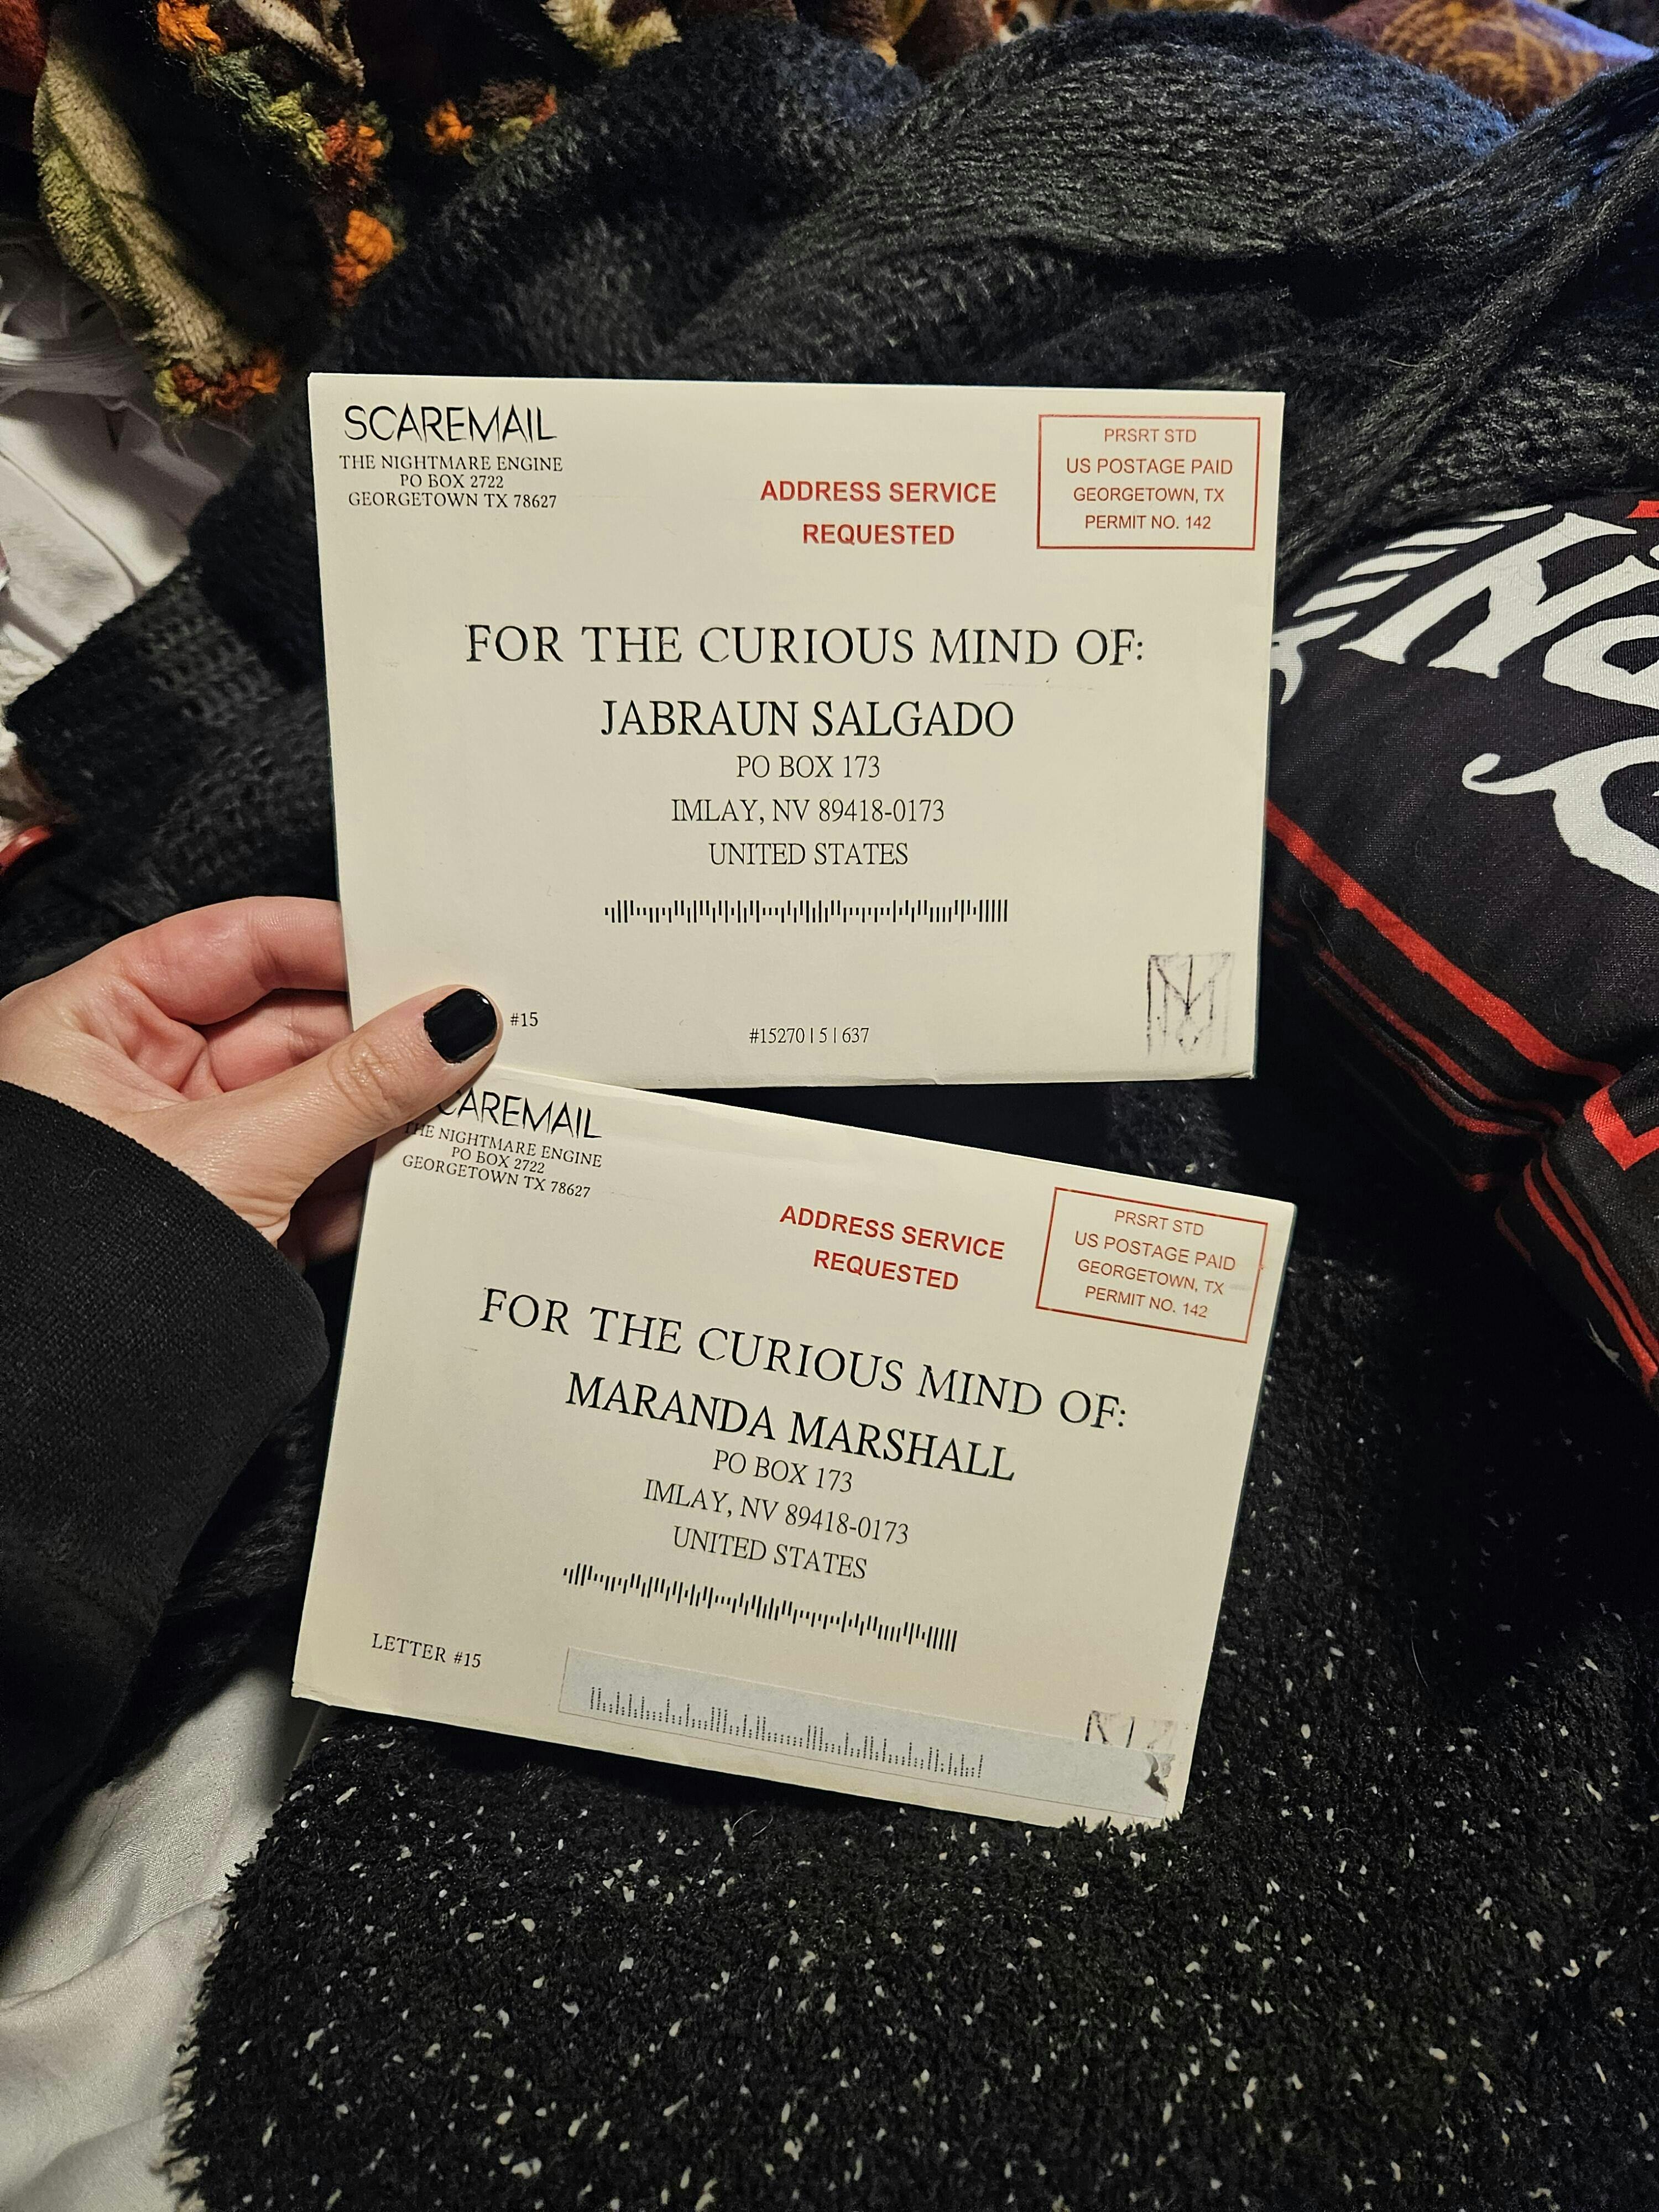 SCAREMAIL
THE NIGHTMARE ENGINE
PO BOX 2722
GEORGETOWN TX 78627
ADDRESS SERVICE
REQUESTED
PRSRT STD
US POSTAGE PAID
GEORGETOWN, TX
PERMIT NO. 142
FOR THE CURIOUS MIND OF:
JABRAUN SALGADO
PO BOX 173
IMLAY, NV 89418-0173
UNITED STATES
#15
#15270 | 5 | 637
CAREMAIL
THE NIGHTMARE ENGINE
PO BOX 2722
GEORGETOWN TX 78627
ADDRESS SERVICE
REQUESTED
PRSRT STD
US POSTAGE PAID
GEORGETOWN, TX
PERMIT NO. 142
FOR THE CURIOUS MIND OF:
MARANDA MARSHALL
PO BOX 173
IMLAY, NV 89418-0173
UNITED STATES
LETTER #15